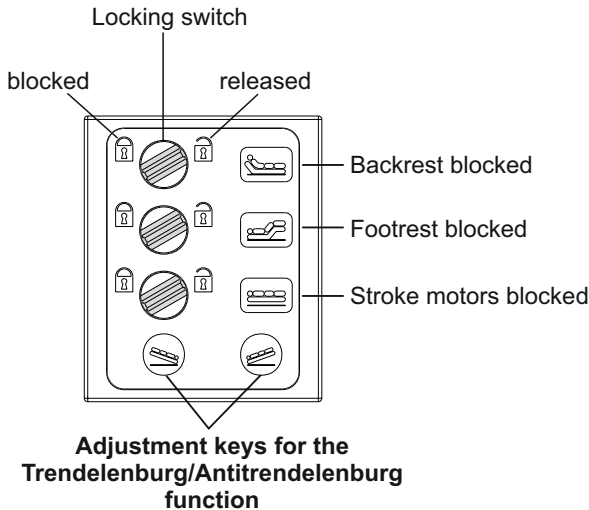 Locking switch
blocked
released
Backrest blocked
Footrest blocked
Stroke motors blocked
Adjustment keys for the
Trendelenburg/Antitrendelenburg
function